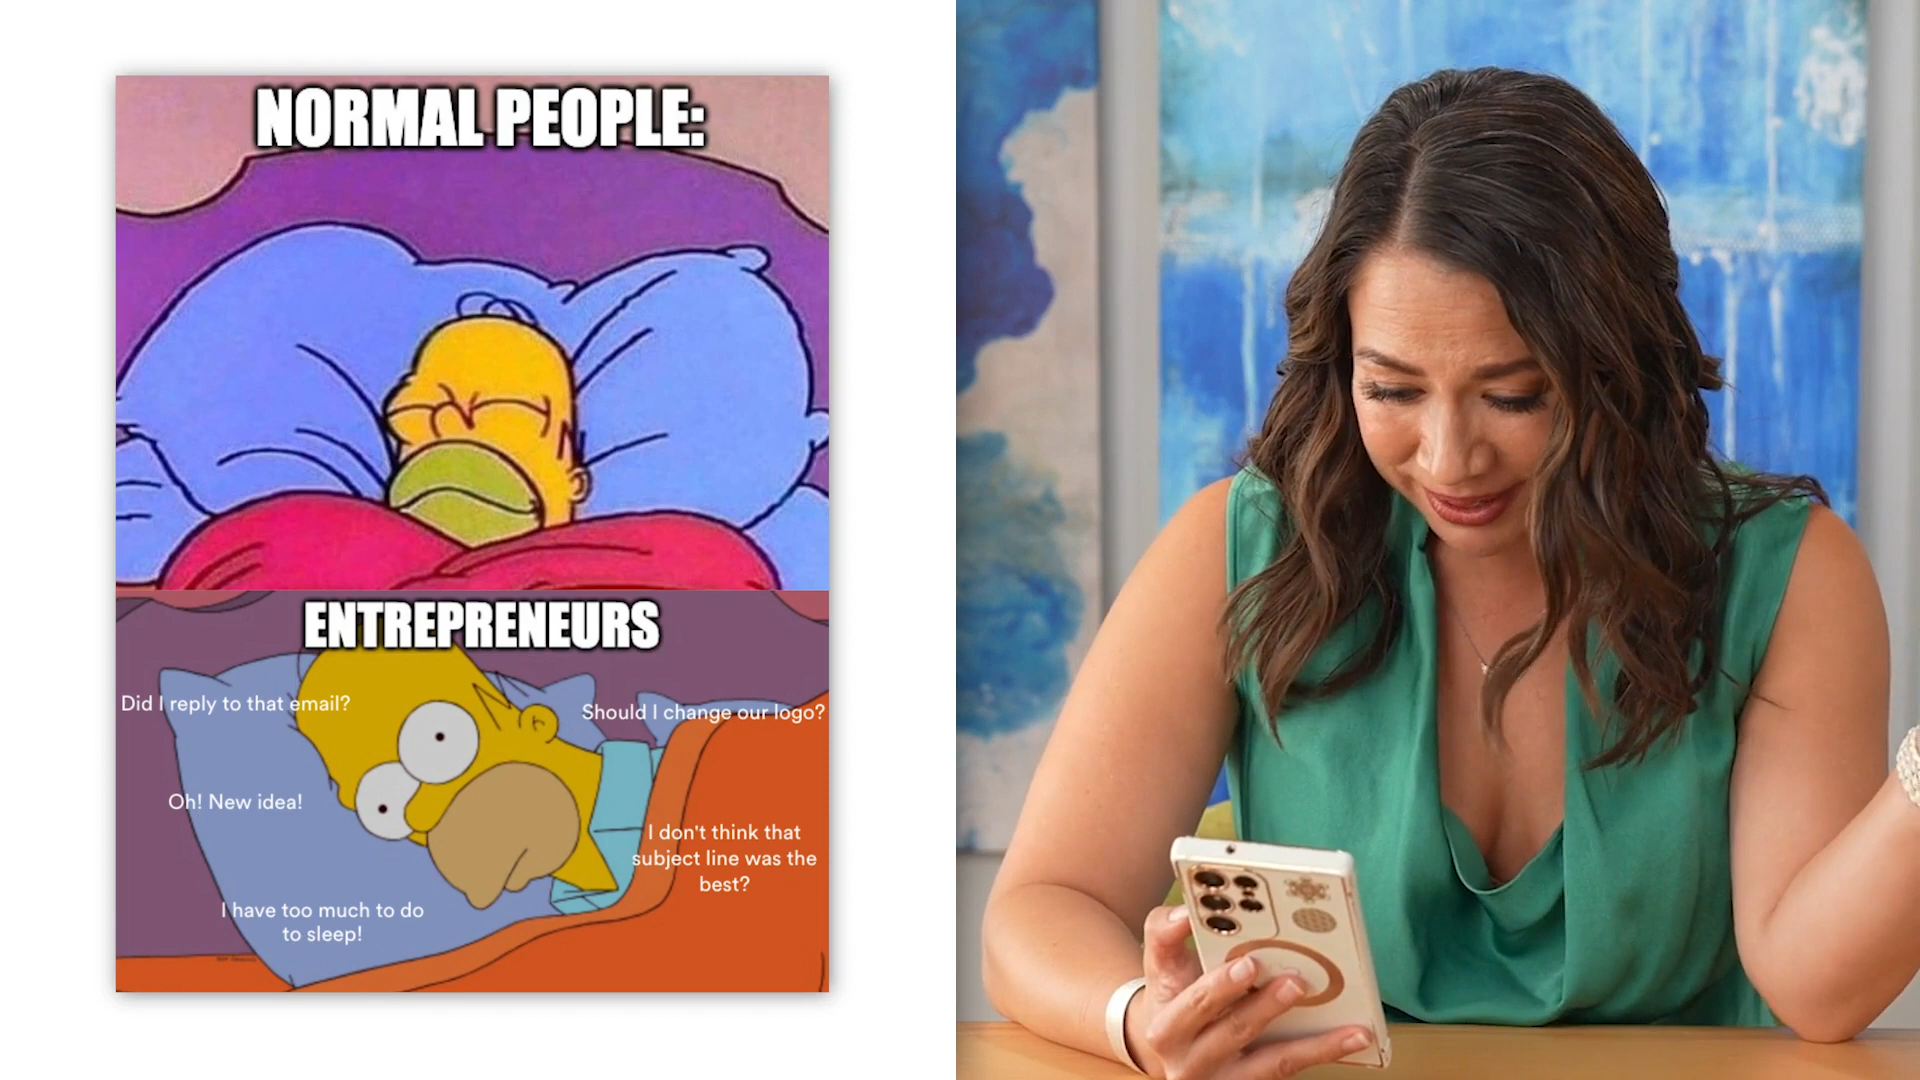 NORMAL PEOPLE:
ENTREPRENEURS
Did I reply to that email?
Should I change our logo?
Oh! New idea!
I don't think that
subject line was the
best?
I have too much to do
to sleep!